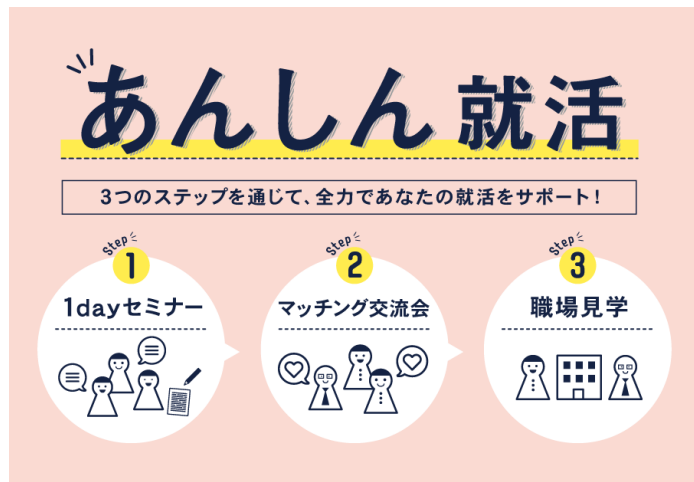 あんしん就活
3つのステップを通じて、全力であなたの就活をサポート！
Step
1
1dayセミナー
Step
2
マッチング交流会
Step
3
職場見学